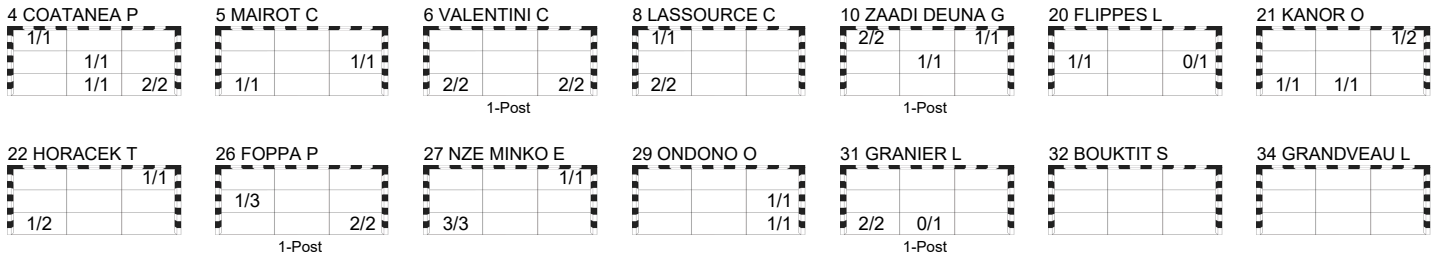 4 COATANEA P 5 MAIROT C 6 VALENTINI C 8 LASSOURCE C 10 ZAADI DEUNA G 20 FLIPPES L 21 KANOR O
1/1 1/1 2/2 1/1 1/2
1/1 1/1 1/1 1/1 0/1
1/1 2/2 1/1 2/2 2/2 2/2 1/1 1/1
1-Post 1-Post
22 HORACEK T 26 FOPPA P 27 NZE MINKO E 29 ONDONO O 31 GRANIER L 32 BOUKTIT S 34 GRANDVEAU L
1/1 1/1
1/3 1/1
1/2 2/2 3/3 1/1 2/2 0/1
1-Post 1-Post